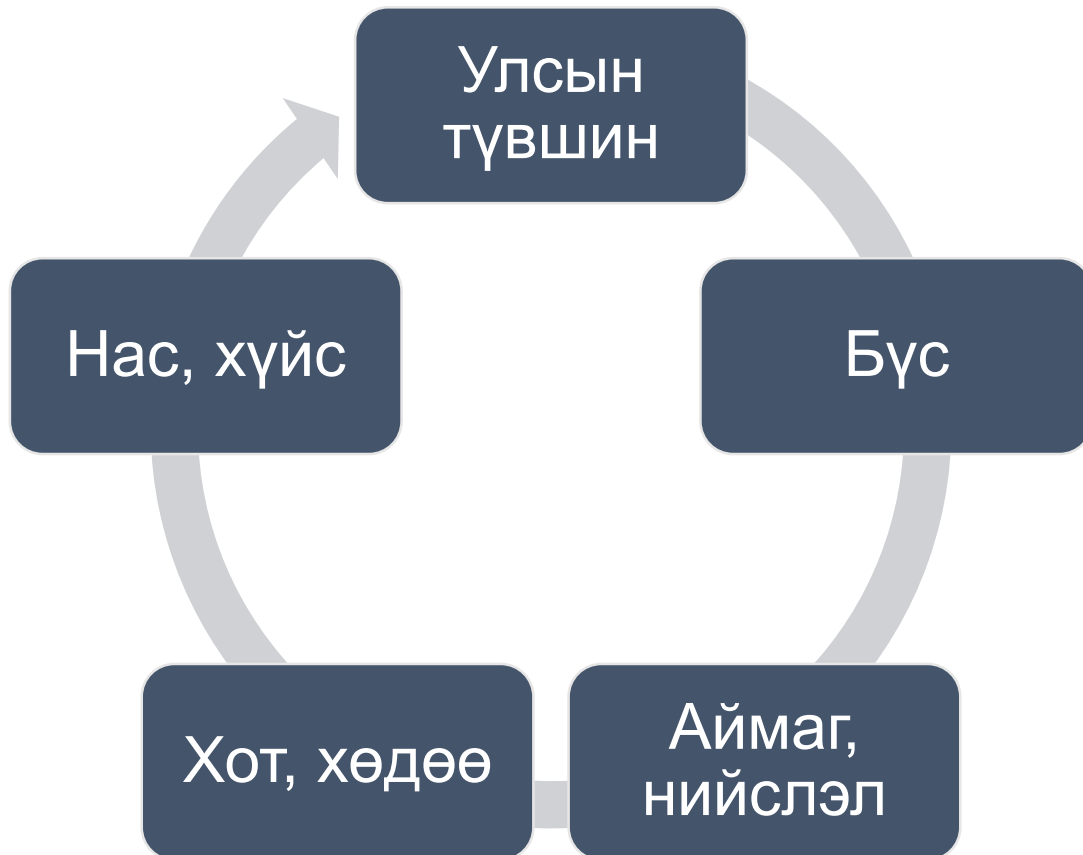 Улсын
түвшин
Бүс
Аймаг,
нийслэл
Хот, хөдөө
Нас, хүйс